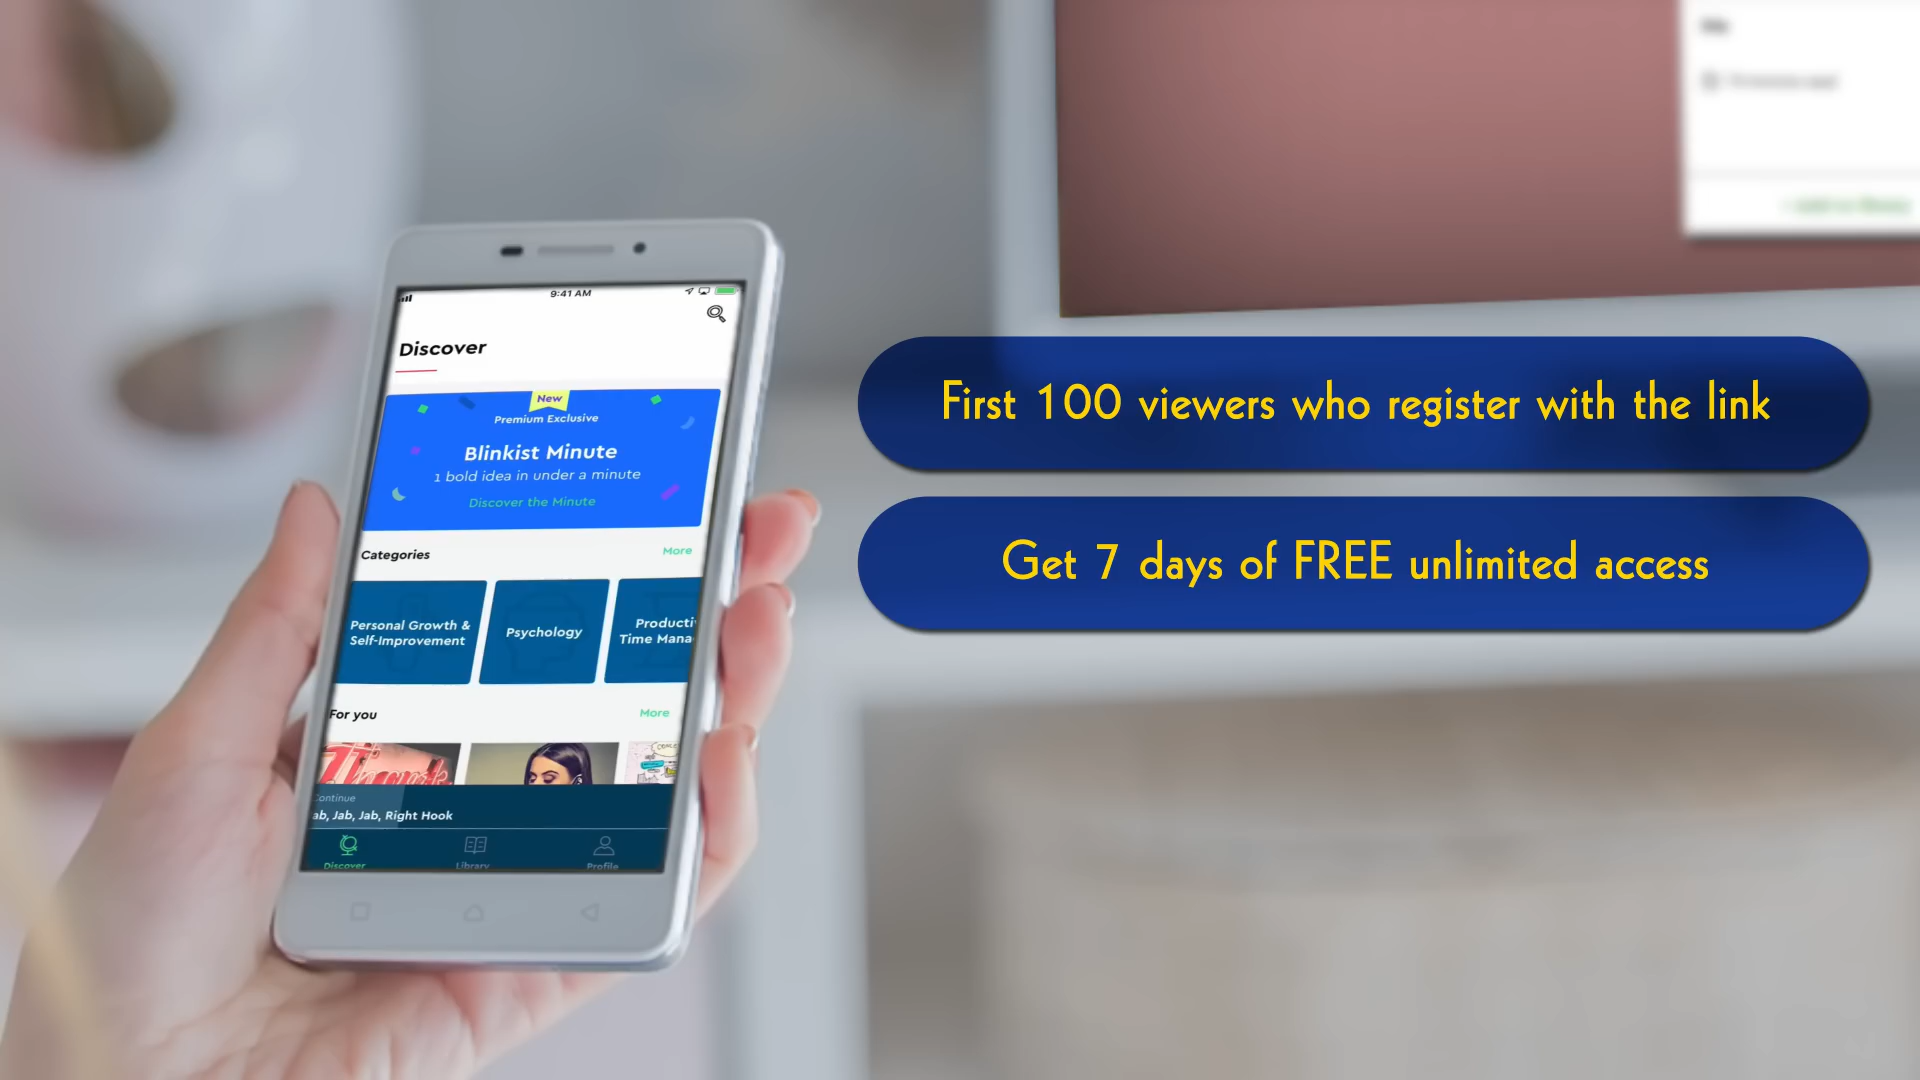 9:41 AM
Discover
New
Premium Exclusive
Blinkist Minute
1 bold idea in under a minute
Discover the Minute
Categories
More
Personal Growth &
Self-Improvement
Psychology
Time
For you
More
Continue
Jab, Jab, Right Hook
Discover
Library
Profile
First 100 viewers who register with the link
Get 7 days of FREE unlimited access